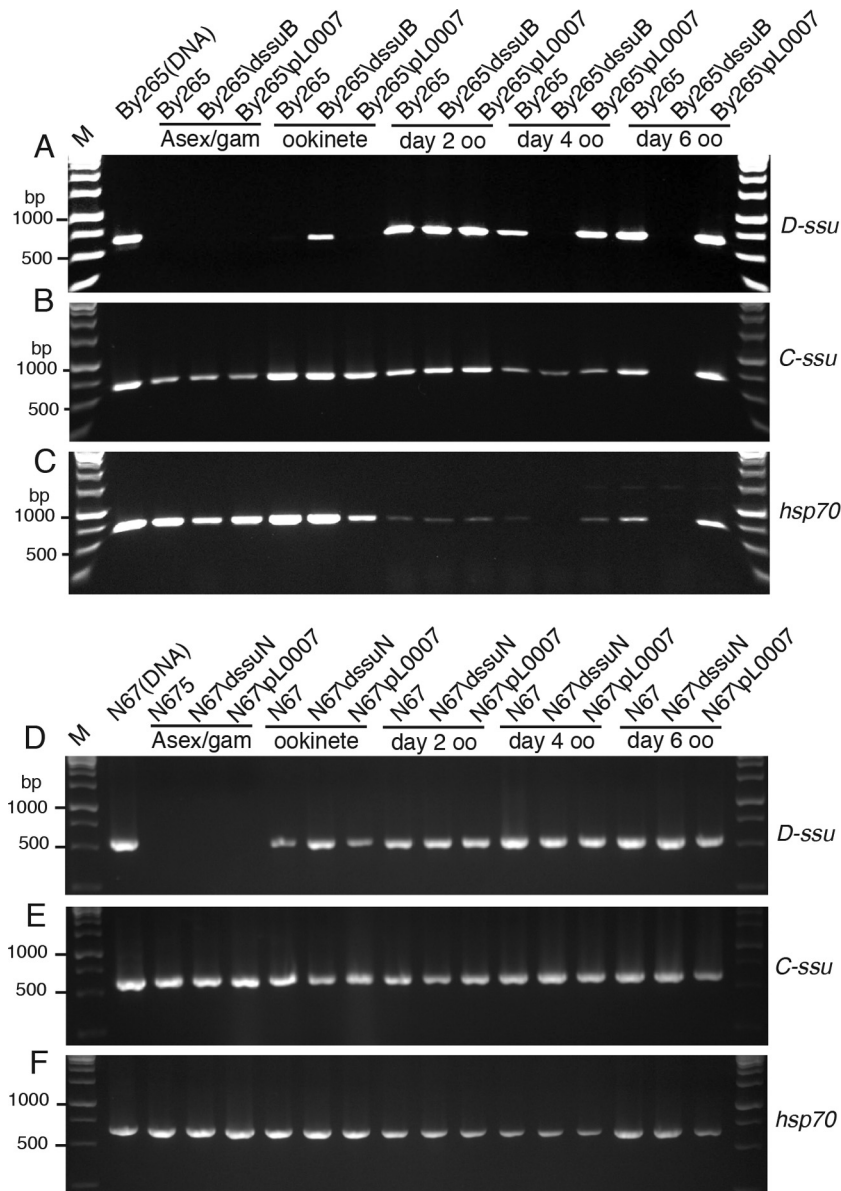 M By265(DNA) By265 By265\dssuB By265\pL0007 By265 By265\dssuB By265\pL0007 By265 By265\dssuB By265\pL0007 By265 By265\dssuB By265\pL0007 By265 By265\dssuB By265\pL0007
Asex/gam ookinete day 2 oo day 4 oo day 6 oo
A
bp
1000
500
D-ssu
B
bp
1000
500
C-ssu
C
bp
1000
500
hsp70
M N67(DNA) N675 N67\dssuN N67\pL0007 N67 N67\dssuN N67\pL0007 N67 N67\dssuN N67\pL0007 N67 N67\dssuN N67\pL0007 N67 N67\dssuN N67\pL0007
Asex/gam ookinete day 2 oo day 4 oo day 6 oo
D
bp
1000
500
D-ssu
E
1000
500
C-ssu
F
1000
500
hsp70